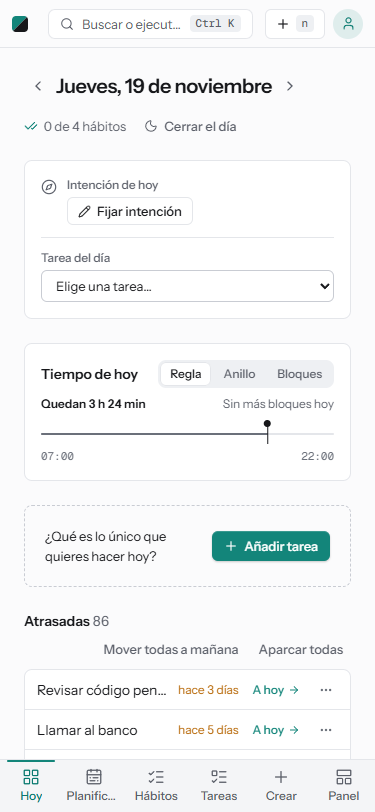 Buscar o ejecut... Ctrl K
n
Jueves, 19 de noviembre
0 de 4 hábitos Cerrar el día
Intención de hoy
Fijar intención
Tarea del día
Elige una tarea...
Tiempo de hoy Regla Anillo Bloques
Quedan 3 h 24 min Sin más bloques hoy
07:00 22:00
¿Qué es lo único que
quieres hacer hoy?
Añadir tarea
Atrasadas 86
Mover todas a mañana Aparcar todas
Revisar código pen... hace 3 días A hoy →
Llamar al banco hace 5 días A hoy →
Hoy Planific... Hábitos Tareas Crear Panel